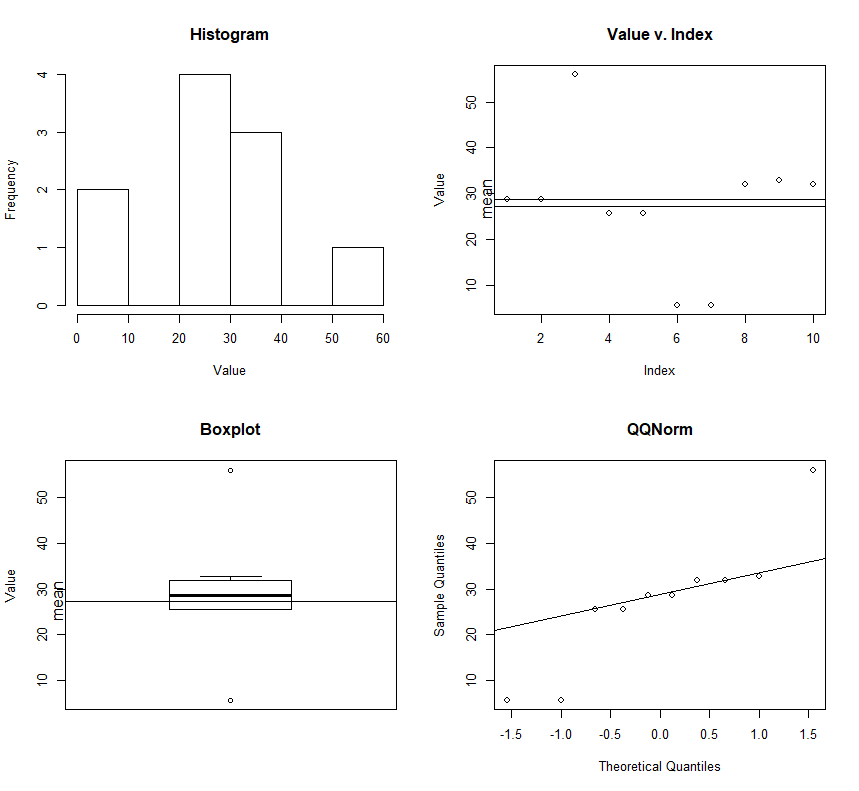 Histogram
Frequency
4
3
2
1
0
0 10 20 30 40 50 60
Value
Value v. Index
Value
50
40
30
20
10
mean
2 4 6 8 10
Index
Boxplot
Value
50
40
30
20
10
mean
QQNorm
Sample Quantiles
50
40
30
20
10
-1.5 -1.0 -0.5 0.0 0.5 1.0 1.5
Theoretical Quantiles